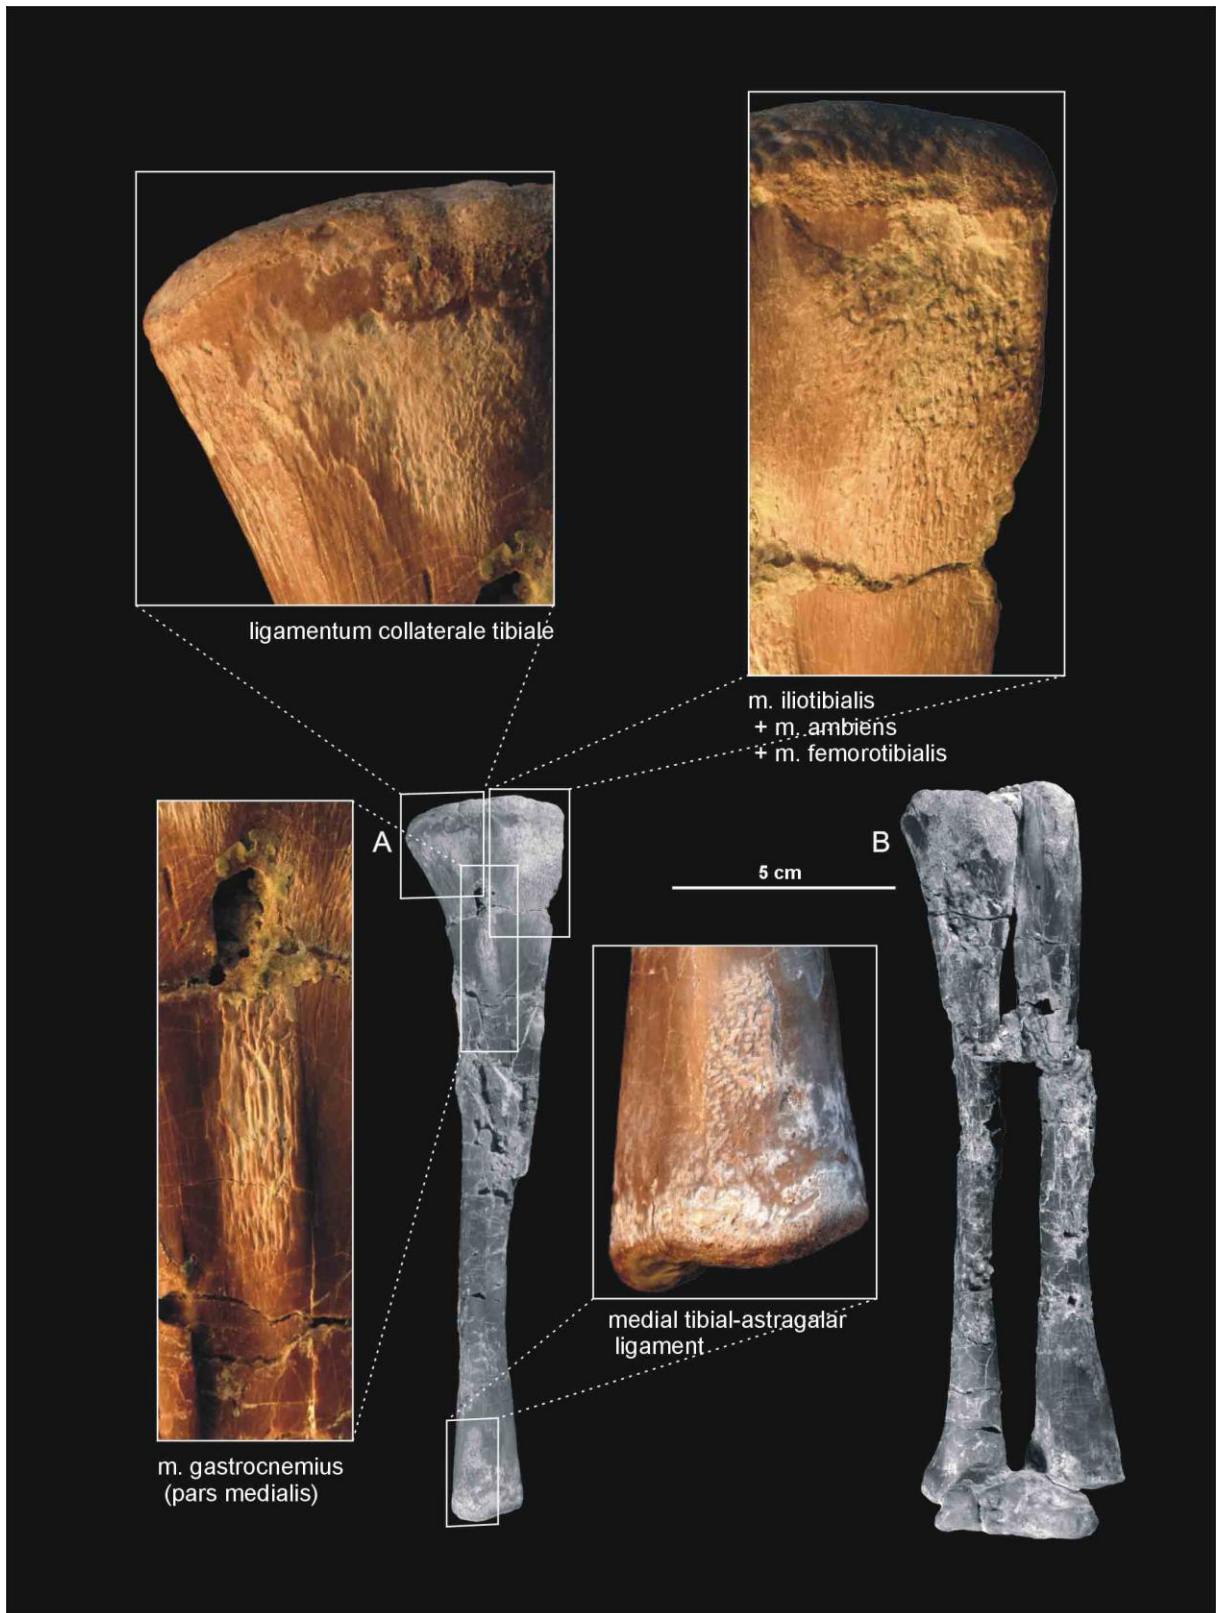 ligamentum collaterale tibiale
m. iliotibialis
+ m. ambiens
+ m. femorotibialis
A
B
5 cm
medial tibial-astragalar
ligament
m. gastrocnemius
(pars medialis)